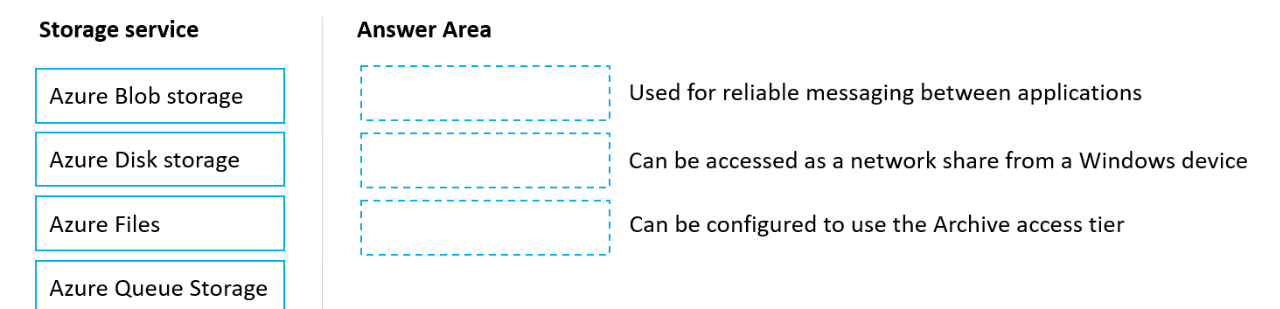 Storage service
Answer Area
Azure Blob storage
Used for reliable messaging between applications
Azure Disk storage
Can be accessed as a network share from a Windows device
Azure Files
Can be configured to use the Archive access tier
Azure Queue Storage